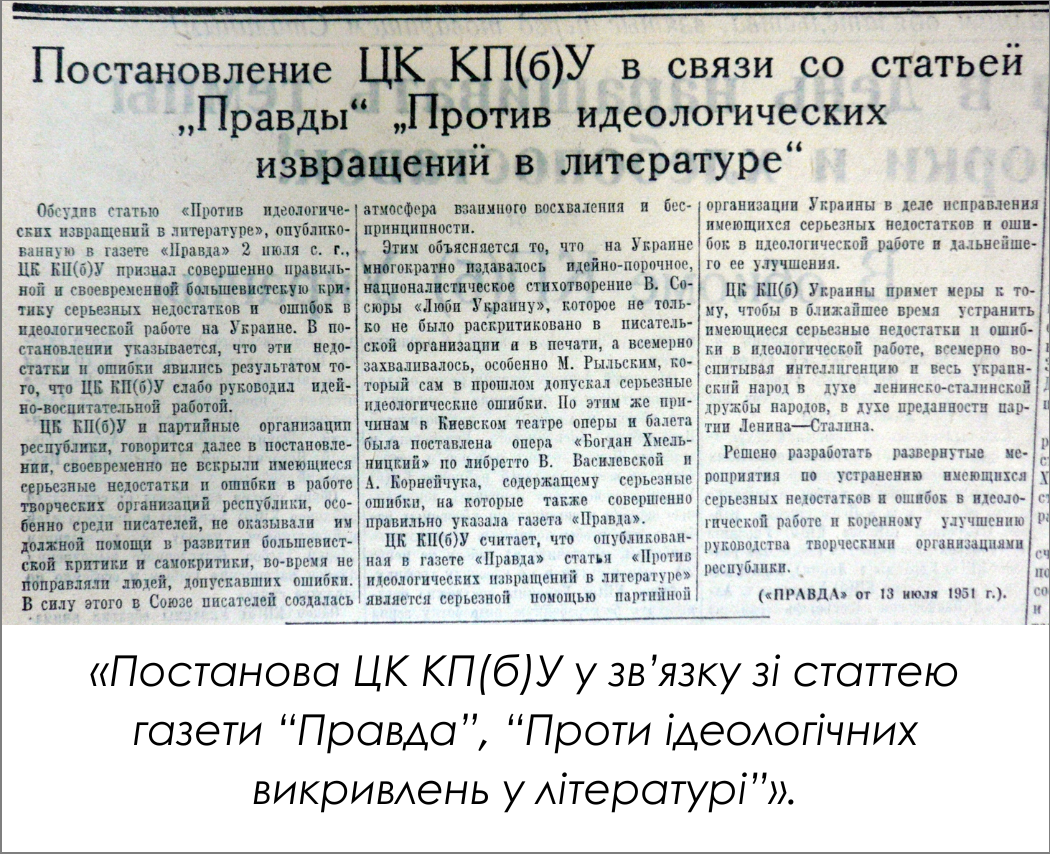 Постановление ЦК КП(б)У в связи со статьей
„Правды“ „Против идеологических
извращений в литературе“
Обсудив статью «Против идеологиче-
ских извращений в литературе», опублико-
ванную в газете «Правда» 2 июля с. г.,
ЦК КП(б)У признал совершенно правиль-
ной и своевременной большевистскую кри-
тику серьезных недостатков и ошибок в
идеологической работе на Украине. В по-
становлении указывается, что эти недо-
статки и ошибки явились результатом то-
го, что ЦК КП(б)У слабо руководил идей-
но-воспитательной работой.
ЦК КП(б)У и партийные организации
республики, говорится далее в постановле-
нии, своевременно не вскрыли имеющиеся
серьезные недостатки и ошибки в работе
творческих организаций республики, осо-
бенно среди писателей, не оказывали им
должной помощи в развитии большевист-
ской критики и самокритики, во-время не
поправляли людей, допускавших ошибки.
В силу этого в Союзе писателей создалась
атмосфера взаимного восхваления и бес-
принципности.
Этим объясняется то, что на Украине
многократно издавалось идейно-порочное,
националистическое стихотворение В. Со-
сюры «Люби Украину», которое не толь-
ко не было раскритиковано в писатель-
ской организации и в печати, а всемерно
захваливалось, особенно М. Рыльским, ко-
торый сам в прошлом допускал серьезные
идеологические ошибки. По этим же при-
чинам в Киевском театре оперы и балета
была поставлена опера «Богдан Хмель-
ницкий» по либретто В. Василевской и
А. Корнейчука, содержащему серьезные
ошибки, на которые также совершенно
правильно указала газета «Правда».
ЦК КП(б)У считает, что опубликован-
ная в газете «Правда» статья «Против
идеологических извращений в литературе»
является серьезной помощью партийной
организации Украины в деле исправления
имеющихся серьезных недостатков и оши-
бок в идеологической работе и дальнейше-
го ее улучшения.
ЦК КП(б) Украины примет меры к то-
му, чтобы в ближайшее время устранить
имеющиеся серьезные недостатки и ошиб-
ки в идеологической работе, всемерно во-
спитывая интеллигенцию и весь украин-
ский народ в духе ленинско-сталинской
дружбы народов, в духе преданности пар-
тии Ленина—Сталина.
Решено разработать развернутые ме-
роприятия по устранению имеющихся
серьезных недостатков и ошибок в идеоло-
гической работе и коренному улучшению
руководства творческими организациями
республики.
(«ПРАВДА» от 13 июля 1951 г.).
«Постанова ЦК КП(б)У у зв’язку зі статтею
газети “Правда”, “Проти ідеологічних
викривлень у літературі”».